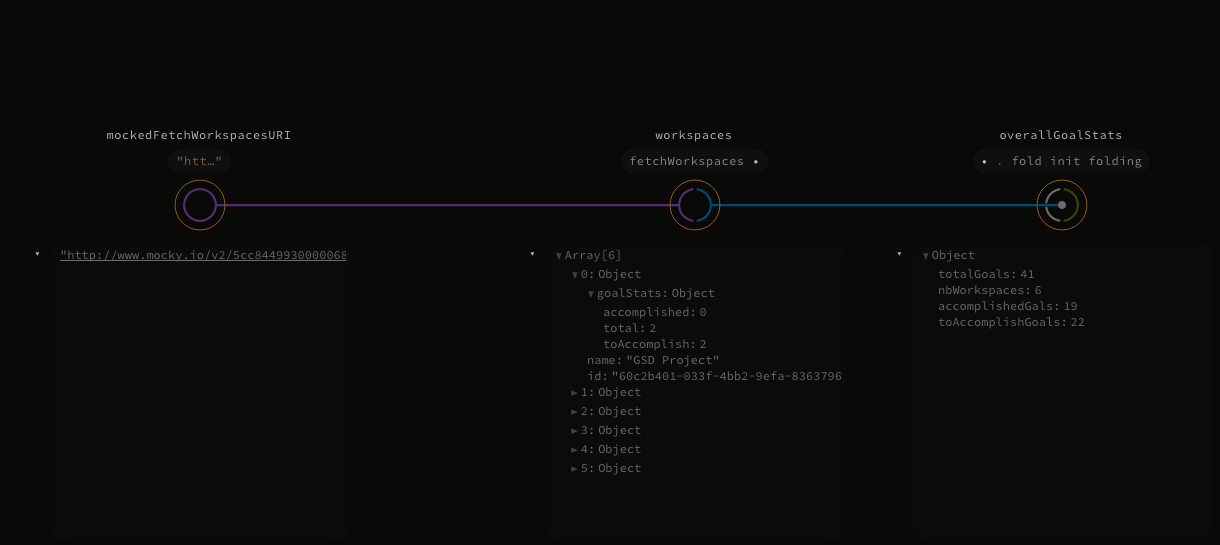 mockedFetchWorkspacesURI
"htt…"
"http://www.mocky.io/v2/5cc8449930000068
workspaces
fetchWorkspaces •
▼Array[6]
▼0: Object
▼goalStats: Object
accomplished: 0
total: 2
toAccomplish: 2
name: "GSD Project"
id: "60c2b401-033f-4bb2-9efa-8363796
►1: Object
►2: Object
►3: Object
►4: Object
►5: Object
overallGoalStats
• . fold init folding
▼Object
totalGoals: 41
nbWorkspaces: 6
accomplishedGals: 19
toAccomplishGoals: 22